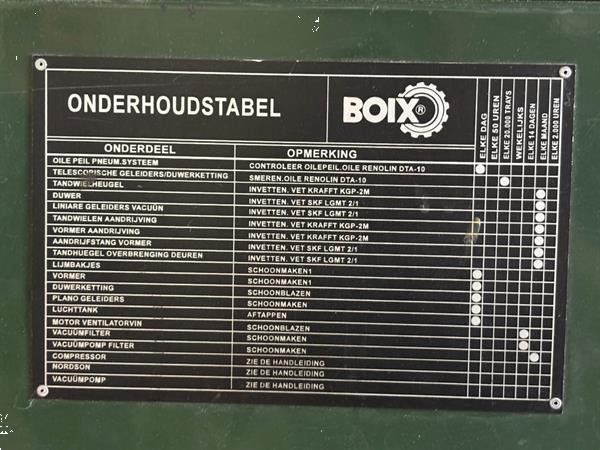 ONDERHOUDSTABEL
BOIX ®
ELKE DAG
ELKE 50 UREN
ELKE 20.000 TRAYS
WEKELIJKS
ELKE 14 DAGEN
ELKE MAAND
ELKE 2.000 UREN
ONDERDEEL OPMERKING
OILE PEIL PNEUM.SYSTEEM CONTROLEER OILEPEIL.OILE RENOLIN DTA-10
TELESCOPISCHE GELEIDERS/DUWERKETTING SMEREN.OILE RENOLIN DTA-10
TANDWIELHEUGEL INVETTEN. VET KRAFFT KGP-2M
DUWER INVETTEN. VET SKF LGMT 2/1
LINIARE GELEIDERS VACUÜN INVETTEN. VET KRAFFT KGP-2M
TANDWIELEN AANDRIJVING INVETTEN. VET SKF LGMT 2/1
VORMER AANDRIJVING INVETTEN. VET KRAFFT KGP-2M
AANDRIJFSTANG VORMER INVETTEN. VET SKF LGMT 2/1
TANDHUEGEL OVERBRENGING DEUREN INVETTEN. VET SKF LGMT 2/1
LIJMBAKJES SCHOONMAKEN1
VORMER SCHOONMAKEN1
DUWERKETTING SCHOONBLAZEN
PLANO GELEIDERS SCHOONMAKEN
LUCHTTANK AFTAPPEN
MOTOR VENTILATORVIN SCHOONBLAZEN
VACUÜMFILTER SCHOONMAKEN
VACUÜMPOMP FILTER SCHOONMAKEN
COMPRESSOR ZIE DE HANDLEIDING
NORDSON ZIE DE HANDLEIDING
VACUÜMPOMP ZIE DE HANDLEIDING